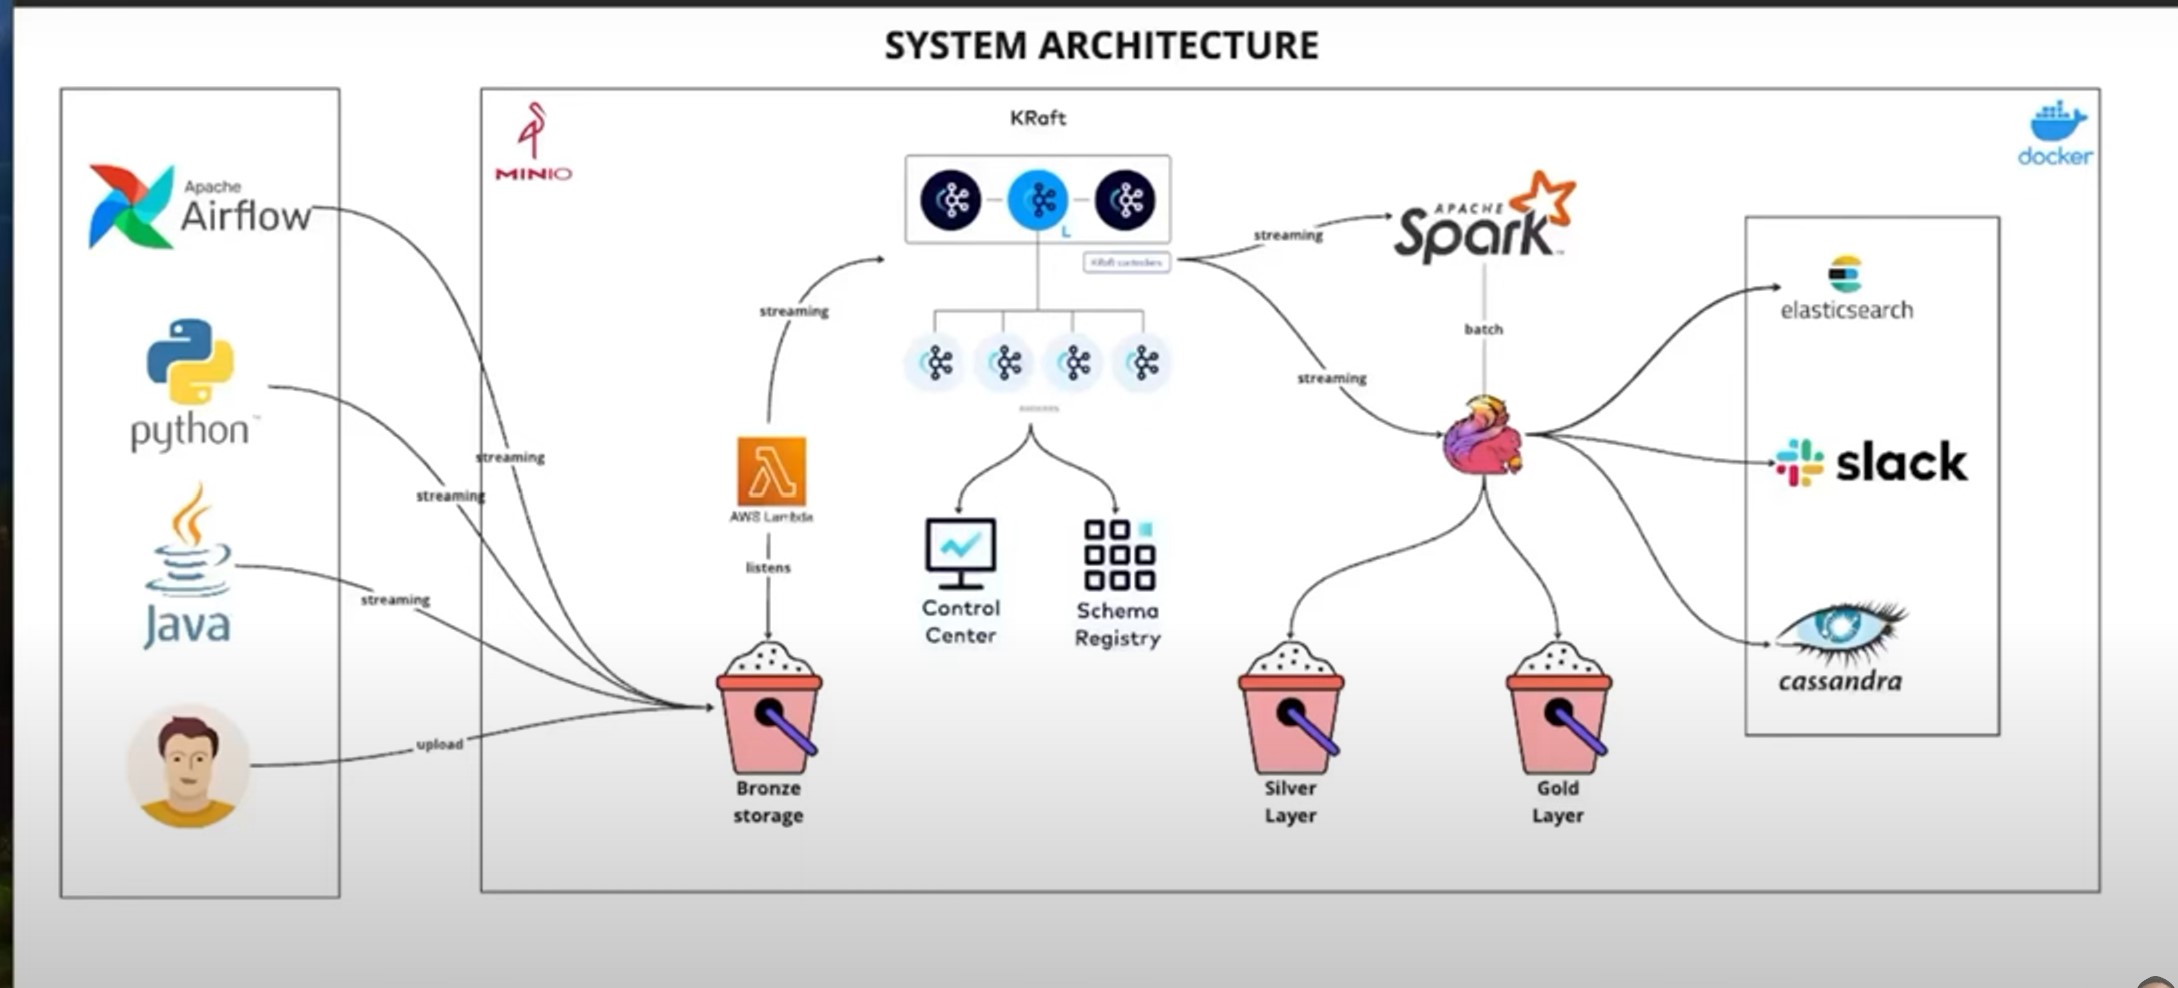 SYSTEM ARCHITECTURE
Apache
Airflow
python
Java
streaming
streaming
streaming
upload
MINIO
KRaft
L
KRaft controllers
streaming
AWS Lambda
listens
Bronze
storage
Control
Center
Schema
Registry
streaming
streaming
APACHE
Spark
batch
Silver
Layer
Gold
Layer
docker
elasticsearch
slack
cassandra